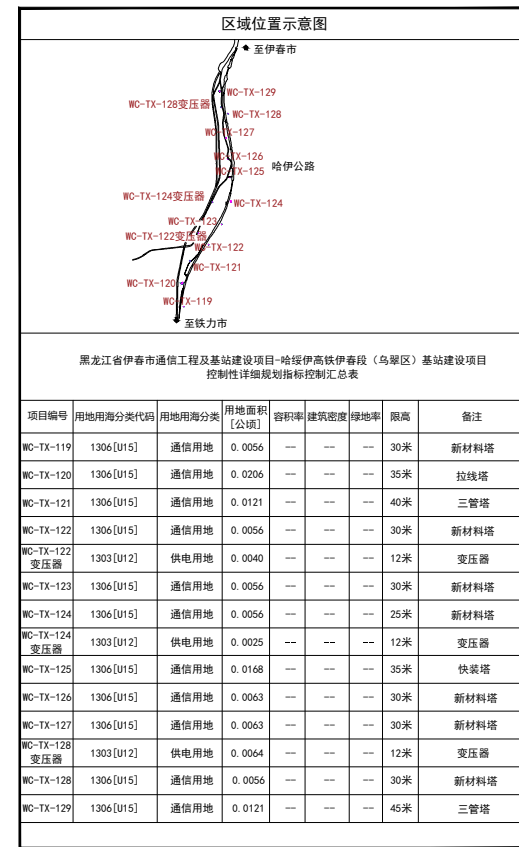 区域位置示意图
至伊春市
WC-TX-129
WC-TX-128变压器
WC-TX-128
WC-TX-127
WC-TX-126
哈伊公路
WC-TX-125
WC-TX-124变压器
WC-TX-124
WC-TX-123
WC-TX-122变压器
WC-TX-122
WC-TX-121
WC-TX-120
WC-TX-119
至铁力市
黑龙江省伊春市通信工程及基站建设项目-哈绥伊高铁伊春段（乌翠区）基站建设项目
控制性详细规划指标控制汇总表
项目编号 用地用海分类代码 用地用海分类 用地面积[公顷] 容积率 建筑密度 绿地率 限高 备注
WC-TX-119 1306[U15] 通信用地 0.0056 -- -- -- 30米 新材料塔
WC-TX-120 1306[U15] 通信用地 0.0206 -- -- -- 35米 拉线塔
WC-TX-121 1306[U15] 通信用地 0.0121 -- -- -- 40米 三管塔
WC-TX-122 1306[U15] 通信用地 0.0056 -- -- -- 30米 新材料塔
WC-TX-122变压器 1303[U12] 供电用地 0.0040 -- -- -- 12米 变压器
WC-TX-123 1306[U15] 通信用地 0.0056 -- -- -- 30米 新材料塔
WC-TX-124 1306[U15] 通信用地 0.0056 -- -- -- 25米 新材料塔
WC-TX-124变压器 1303[U12] 供电用地 0.0025 -- -- -- 12米 变压器
WC-TX-125 1306[U15] 通信用地 0.0168 -- -- -- 35米 快装塔
WC-TX-126 1306[U15] 通信用地 0.0063 -- -- -- 30米 新材料塔
WC-TX-127 1306[U15] 通信用地 0.0063 -- -- -- 30米 新材料塔
WC-TX-128变压器 1303[U12] 供电用地 0.0064 -- -- -- 12米 变压器
WC-TX-128 1306[U15] 通信用地 0.0056 -- -- -- 30米 新材料塔
WC-TX-129 1306[U15] 通信用地 0.0121 -- -- -- 45米 三管塔